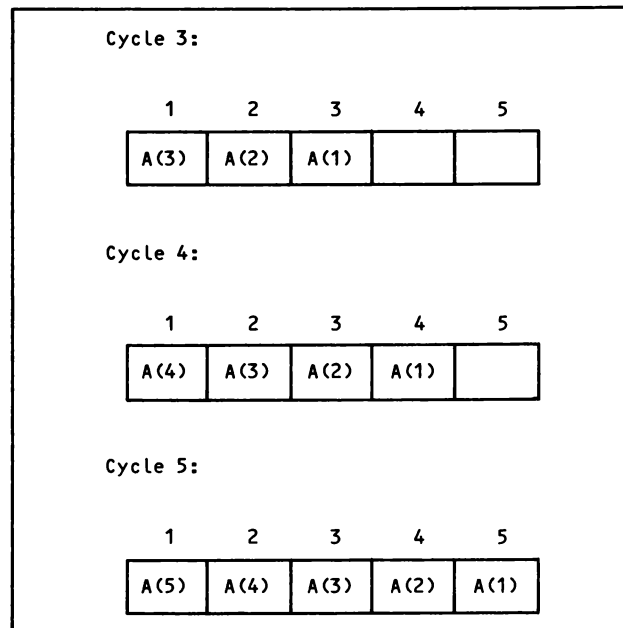 Cycle 3:
1 2 3 4 5
A(3) A(2) A(1)
Cycle 4:
1 2 3 4 5
A(4) A(3) A(2) A(1)
Cycle 5:
1 2 3 4 5
A(5) A(4) A(3) A(2) A(1)